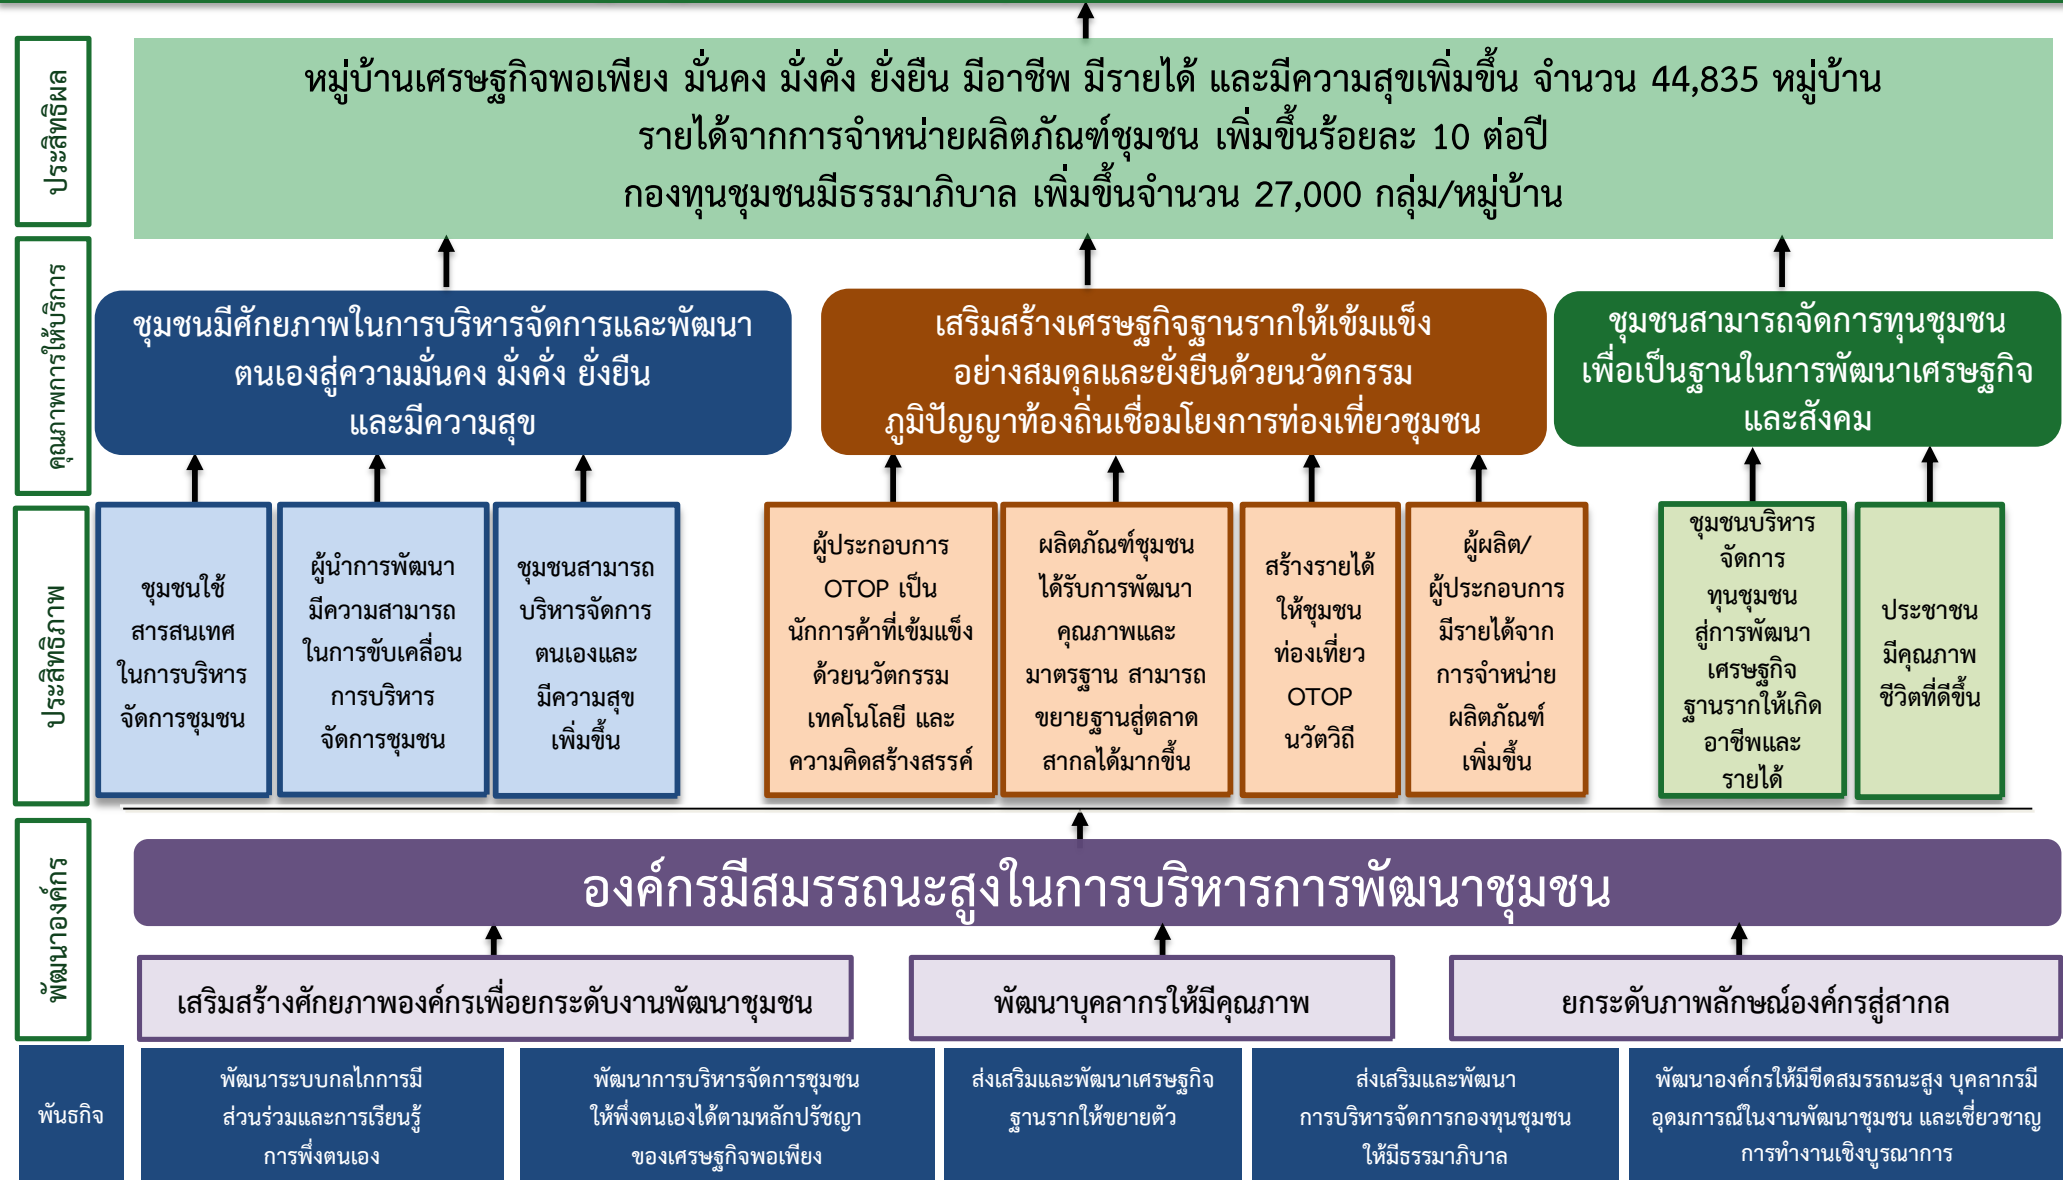 ประสิทธิผล
หมู่บ้านเศรษฐกิจพอเพียง มั่นคง มั่งคั่ง ยั่งยืน มีอาชีพ มีรายได้ และมีความสุขเพิ่มขึ้น จำนวน 44,835 หมู่บ้าน
รายได้จากการจำหน่ายผลิตภัณฑ์ชุมชน เพิ่มขึ้นร้อยละ 10 ต่อปี
กองทุนชุมชนมีธรรมาภิบาล เพิ่มขึ้นจำนวน 27,000 กลุ่ม/หมู่บ้าน
คุณภาพการให้บริการ
ชุมชนมีศักยภาพในการบริหารจัดการและพัฒนา
ตนเองสู่ความมั่นคง มั่งคั่ง ยั่งยืน
และมีความสุข
เสริมสร้างเศรษฐกิจฐานรากให้เข้มแข็ง
อย่างสมดุลและยั่งยืนด้วยนวัตกรรม
ภูมิปัญญาท้องถิ่นเชื่อมโยงการท่องเที่ยวชุมชน
ชุมชนสามารถจัดการทุนชุมชน
เพื่อเป็นฐานในการพัฒนาเศรษฐกิจ
และสังคม
ประสิทธิภาพ
ชุมชนใช้
สารสนเทศ
ในการบริหาร
จัดการชุมชน
ผู้นำการพัฒนา
มีความสามารถ
ในการขับเคลื่อน
การบริหาร
จัดการชุมชน
ชุมชนสามารถ
บริหารจัดการ
ตนเองและ
มีความสุข
เพิ่มขึ้น
ผู้ประกอบการ
OTOP เป็น
นักการค้าที่เข้มแข็ง
ด้วยนวัตกรรม
เทคโนโลยี และ
ความคิดสร้างสรรค์
ผลิตภัณฑ์ชุมชน
ได้รับการพัฒนา
คุณภาพและ
มาตรฐาน สามารถ
ขยายฐานสู่ตลาด
สากลได้มากขึ้น
สร้างรายได้
ให้ชุมชน
ท่องเที่ยว
OTOP
นวัตวิถี
ผู้ผลิต/
ผู้ประกอบการ
มีรายได้จาก
การจำหน่าย
ผลิตภัณฑ์
เพิ่มขึ้น
ชุมชนบริหาร
จัดการ
ทุนชุมชน
สู่การพัฒนา
เศรษฐกิจ
ฐานรากให้เกิด
อาชีพและ
รายได้
ประชาชน
มีคุณภาพ
ชีวิตที่ดีขึ้น
พัฒนาองค์กร
องค์กรมีสมรรถนะสูงในการบริหารการพัฒนาชุมชน
เสริมสร้างศักยภาพองค์กรเพื่อยกระดับงานพัฒนาชุมชน
พัฒนาบุคลากรให้มีคุณภาพ
ยกระดับภาพลักษณ์องค์กรสู่สากล
พันธกิจ
พัฒนาระบบกลไกการมี
ส่วนร่วมและการเรียนรู้
การพึ่งตนเอง
พัฒนาการบริหารจัดการชุมชน
ให้พึ่งตนเองได้ตามหลักปรัชญา
ของเศรษฐกิจพอเพียง
ส่งเสริมและพัฒนาเศรษฐกิจ
ฐานรากให้ขยายตัว
ส่งเสริมและพัฒนา
การบริหารจัดการกองทุนชุมชน
ให้มีธรรมาภิบาล
พัฒนาองค์กรให้มีขีดสมรรถนะสูง บุคลากรมี
อุดมการณ์ในงานพัฒนาชุมชน และเชี่ยวชาญ
การทำงานเชิงบูรณาการ